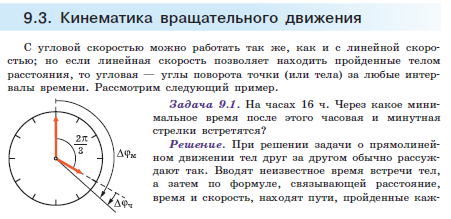 9.3. Кинематика вращательного движения
С угловой скоростью можно работать так же, как и с линейной скоро-
стью; но если линейная скорость позволяет находить пройденные телом
расстояния, то угловая — углы поворота точки (или тела) за любые интер-
валы времени. Рассмотрим следующий пример.
Задача 9.1. На часах 16 ч. Через какое мини-
мальное время после этого часовая и минутная
стрелки встретятся?
Решение. При решении задачи о прямолиней-
ном движении тел друг за другом обычно рассуж-
дают так. Вводят неизвестное время встречи тел,
а затем по формуле, связывающей расстояние,
время и скорость, находят пути, пройденные каж-
2π
3
Δφм
Δφч